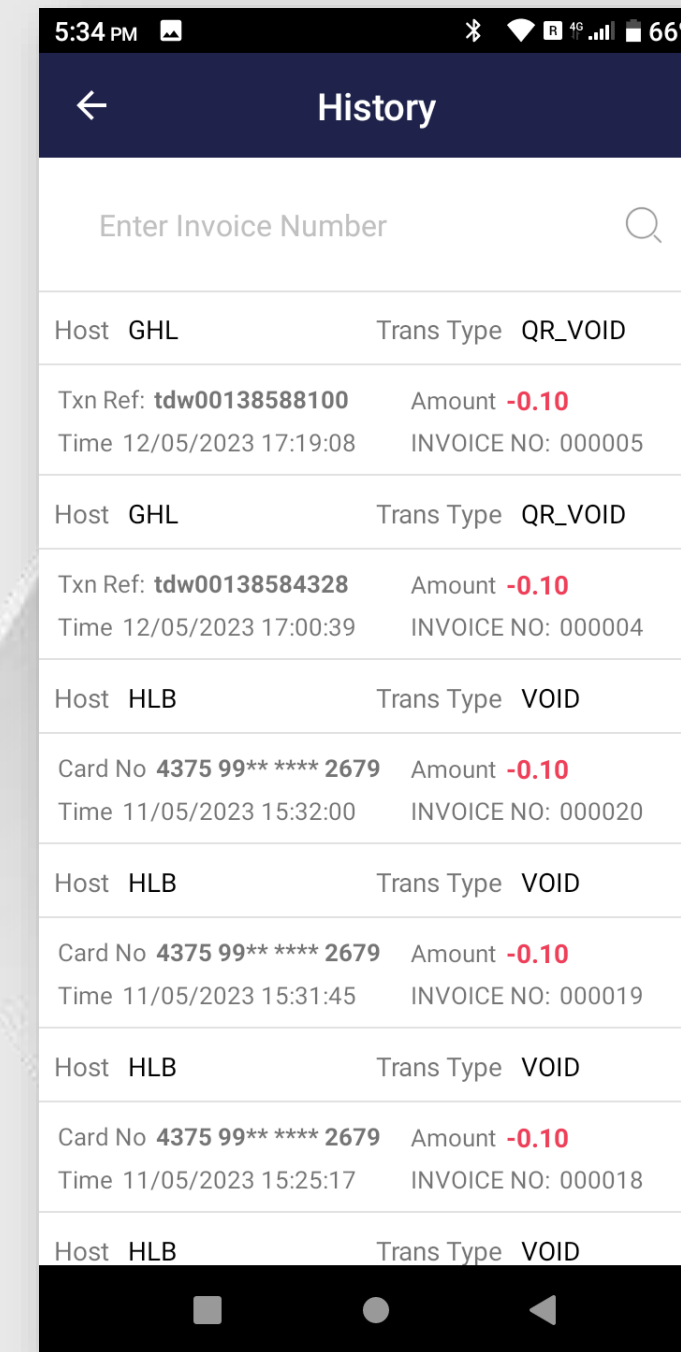 5:34 PM R 4G 66%
History
Enter Invoice Number
Host GHL Trans Type QR_VOID
Txn Ref: tdw00138588100 Amount -0.10
Time 12/05/2023 17:19:08 INVOICE NO: 000005
Host GHL Trans Type QR_VOID
Txn Ref: tdw00138584328 Amount -0.10
Time 12/05/2023 17:00:39 INVOICE NO: 000004
Host HLB Trans Type VOID
Card No 4375 99** **** 2679 Amount -0.10
Time 11/05/2023 15:32:00 INVOICE NO: 000020
Host HLB Trans Type VOID
Card No 4375 99** **** 2679 Amount -0.10
Time 11/05/2023 15:31:45 INVOICE NO: 000019
Host HLB Trans Type VOID
Card No 4375 99** **** 2679 Amount -0.10
Time 11/05/2023 15:25:17 INVOICE NO: 000018
Host HLB Trans Type VOID